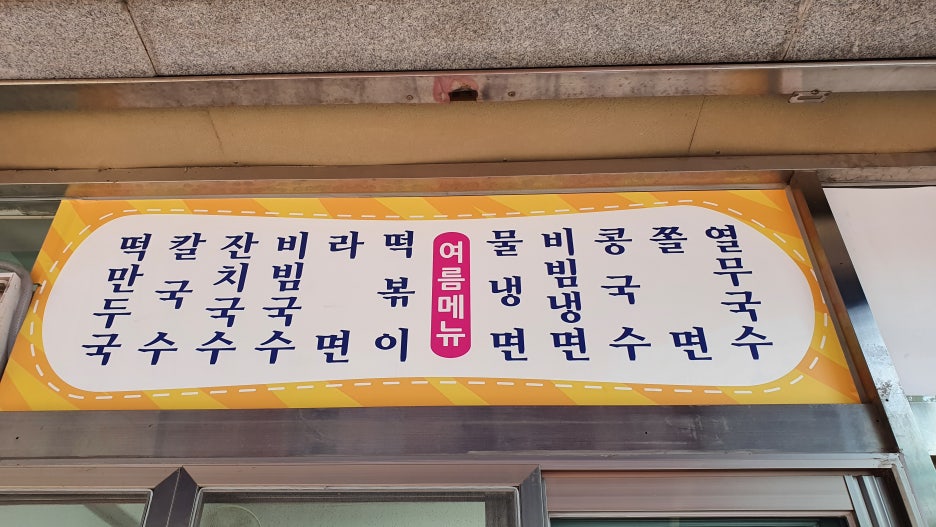 떡만두국
칼국수
잔치국수
비빔국수
라면
떡볶이
여름메뉴
물냉면
비빔냉면
콩국수
쫄면
열무국수